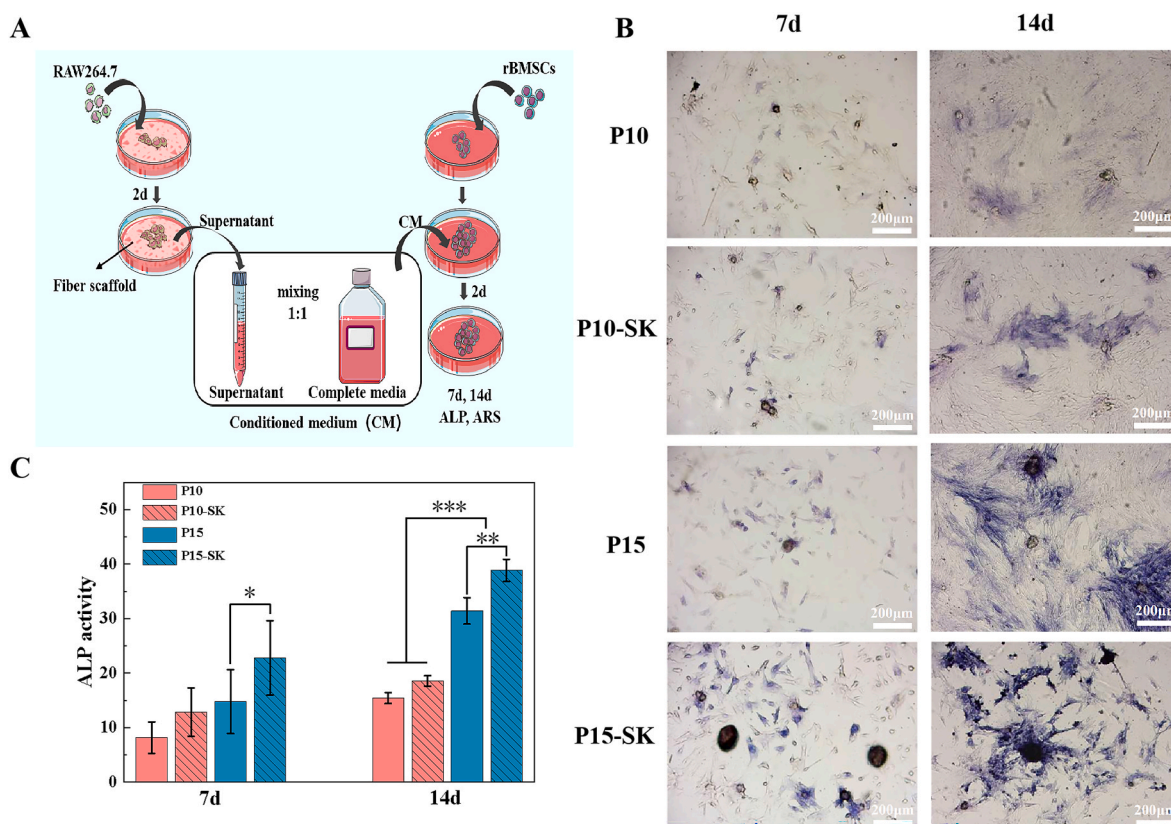 A
RAW264.7
rBMSCs
2d
Supernatant
CM
Fiber scaffold
mixing
1:1
2d
Supernatant
Complete media
Conditioned medium (CM)
7d, 14d
ALP, ARS
B
7d
14d
P10
200μm
200μm
P10-SK
200μm
200μm
P15
200μm
200μm
P15-SK
200μm
200μm
C
P10
P10-SK
P15
P15-SK
ALP activity
50
40
30
20
10
0
*
***
**
7d
14d